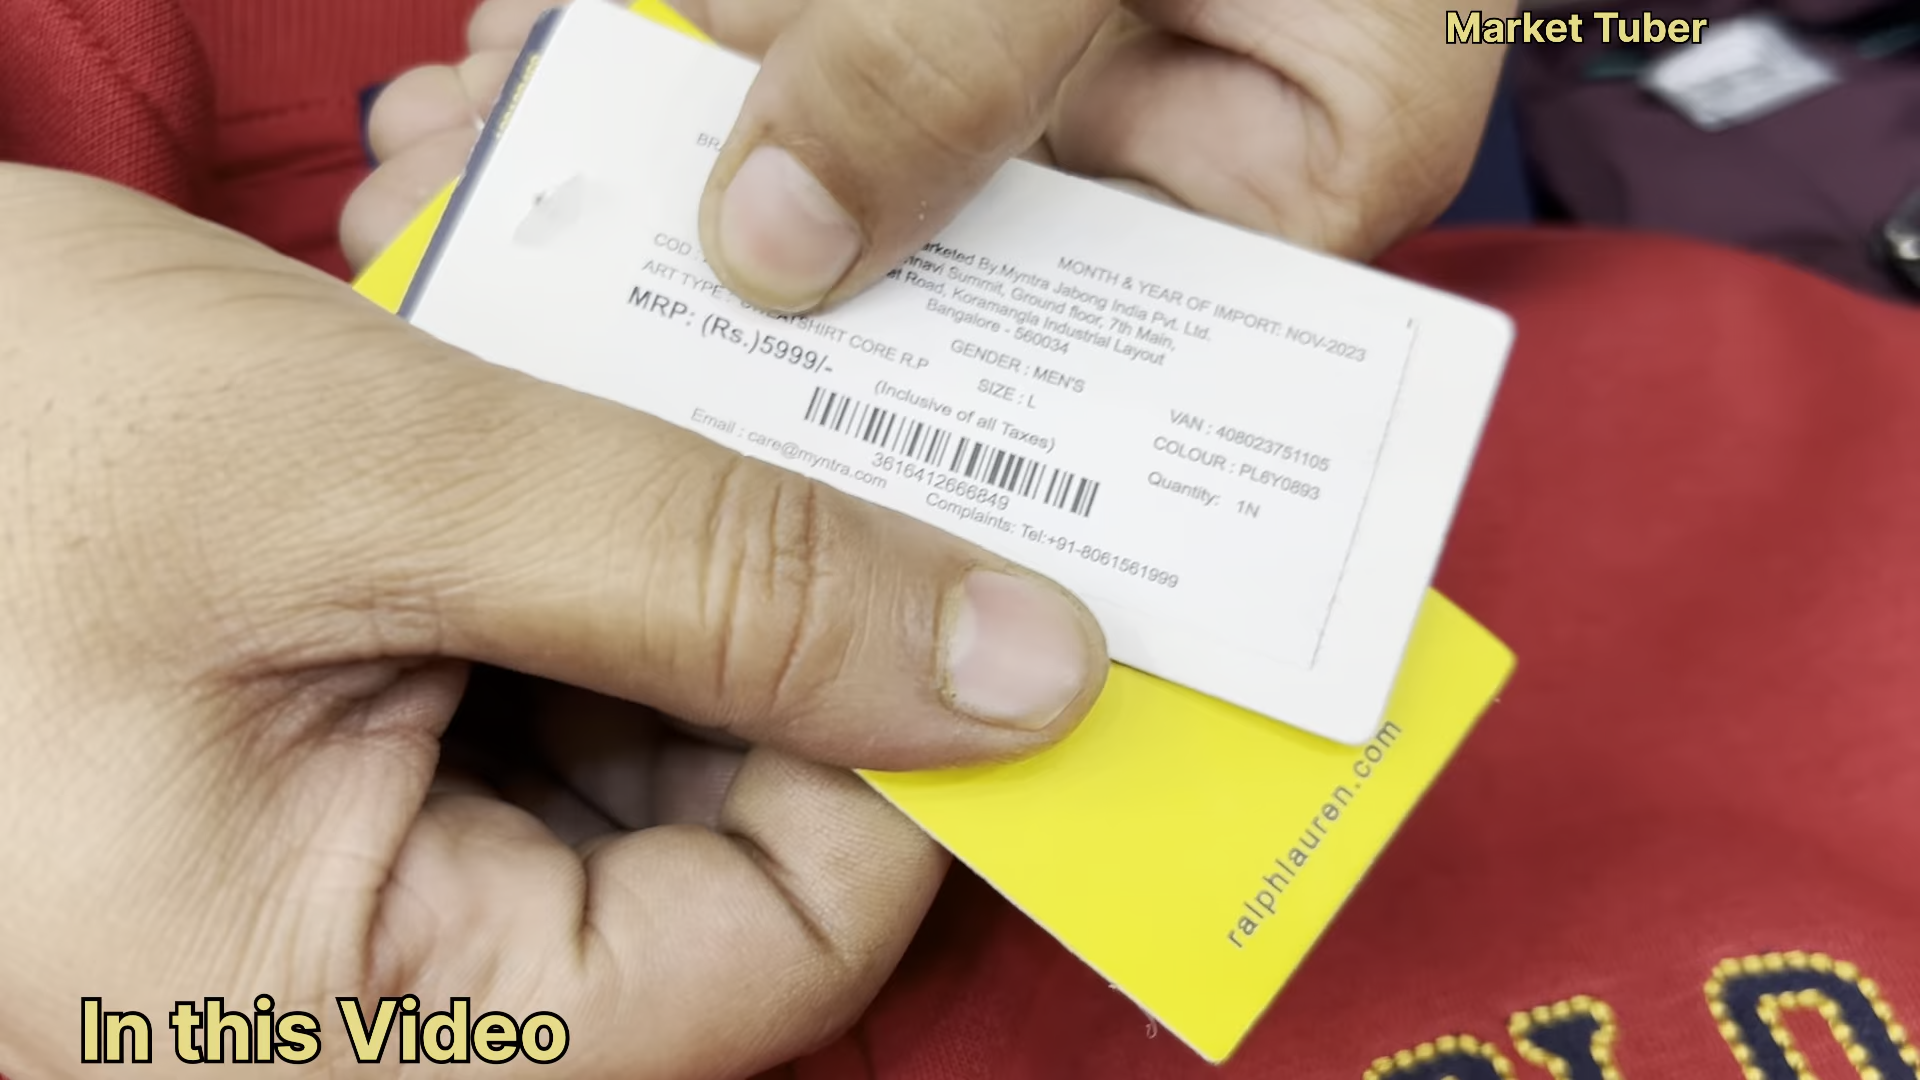 Market Tuber
MONTH & YEAR OF IMPORT: NOV-2023
Marketed By.Myntra Jabong India Pvt. Ltd.
Summit, Ground floor, 7th Main,
Road, Koramangla Industrial Layout
Bangalore - 560034
COD :
ART TYPE : SWEATSHIRT CORE R.P
GENDER : MEN'S
MRP: (Rs.)5999/-
SIZE : L
(Inclusive of all Taxes)
VAN : 408023751105
COLOUR : PL6Y0893
Quantity: 1N
3616412666849
Email : care@myntra.com
Complaints: Tel:+91-8061561999
ralphlauren.com
In this Video